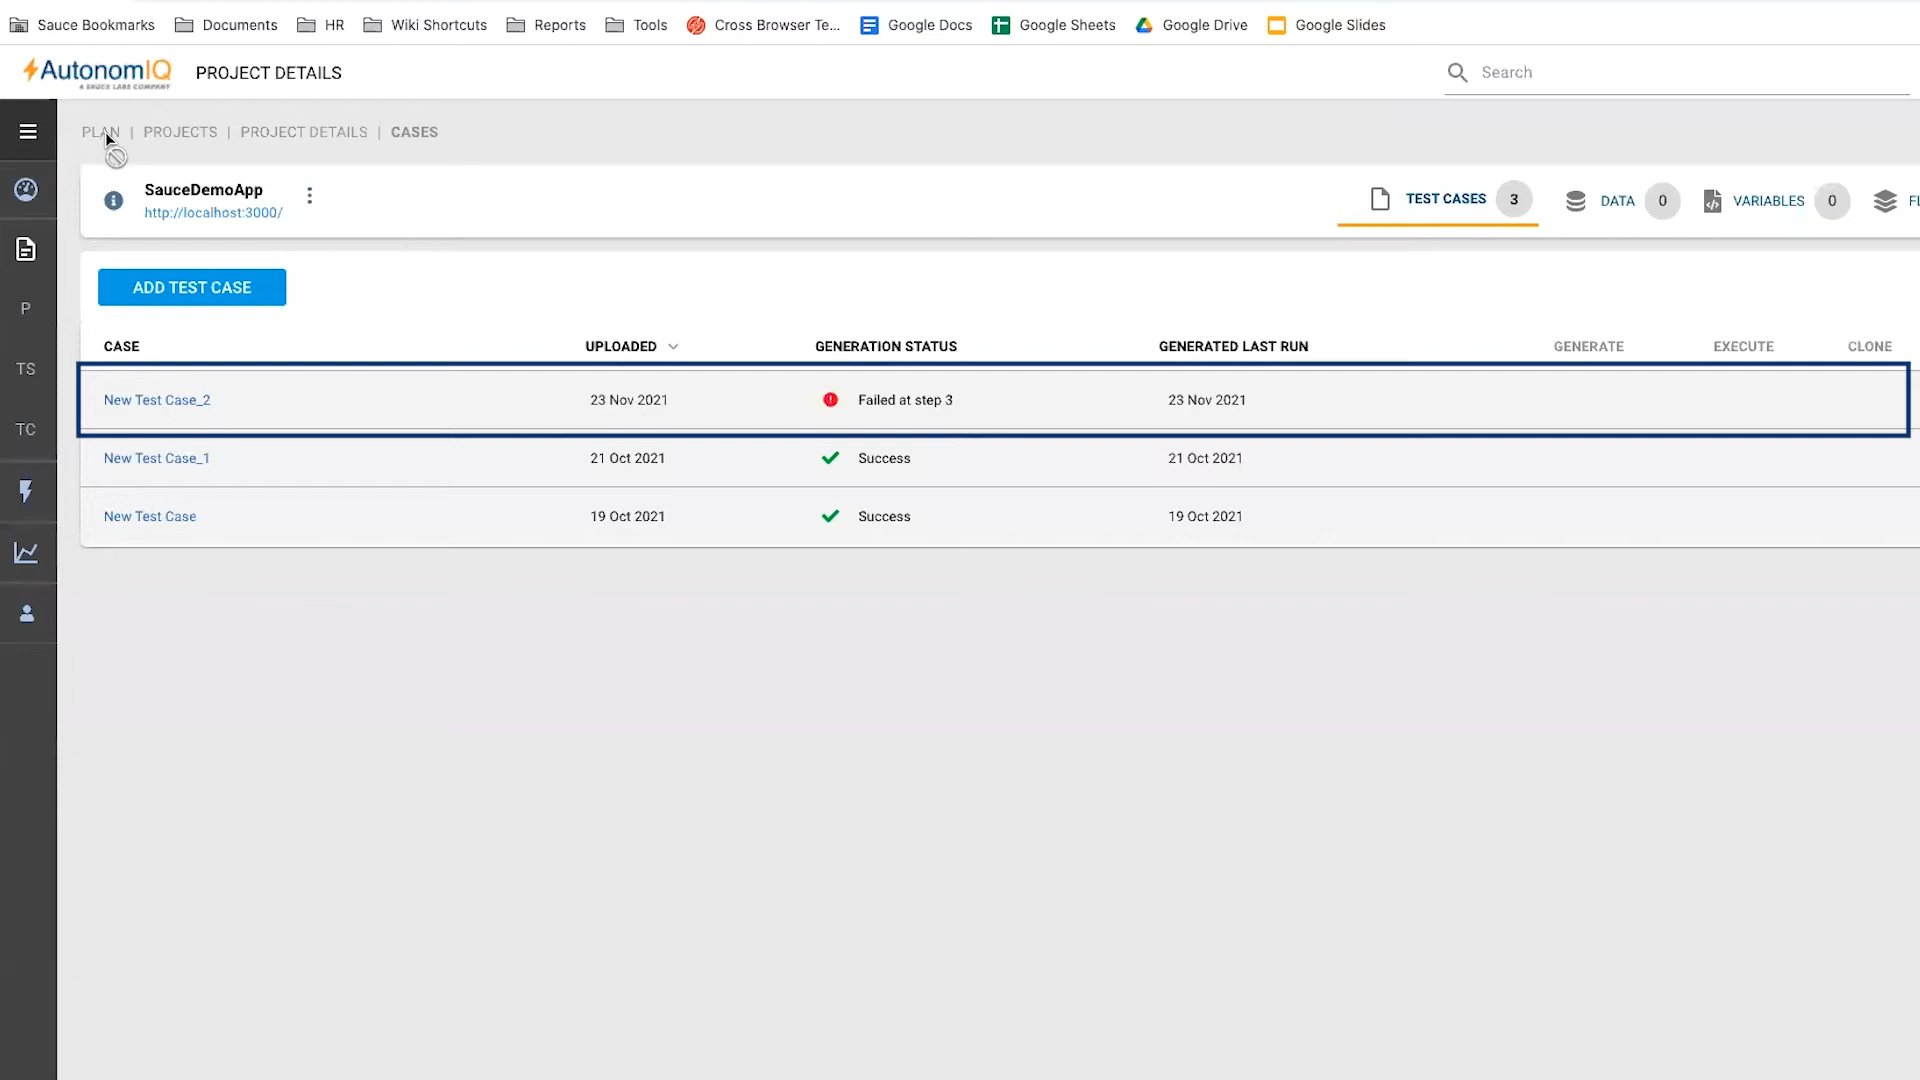 Sauce Bookmarks Documents HR Wiki Shortcuts Reports Tools Cross Browser Te... Google Docs Google Sheets Google Drive Google Slides
AutonomIQ PROJECT DETAILS Search
A SAUCE LABS COMPANY
PLAN | PROJECTS | PROJECT DETAILS | CASES
SauceDemoApp
http://localhost:3000/
TEST CASES 3 DATA 0 VARIABLES 0 FL
ADD TEST CASE
P
CASE UPLOADED GENERATION STATUS GENERATED LAST RUN GENERATE EXECUTE CLONE
TS
New Test Case_2 23 Nov 2021 Failed at step 3 23 Nov 2021
TC
New Test Case_1 21 Oct 2021 Success 21 Oct 2021
New Test Case 19 Oct 2021 Success 19 Oct 2021